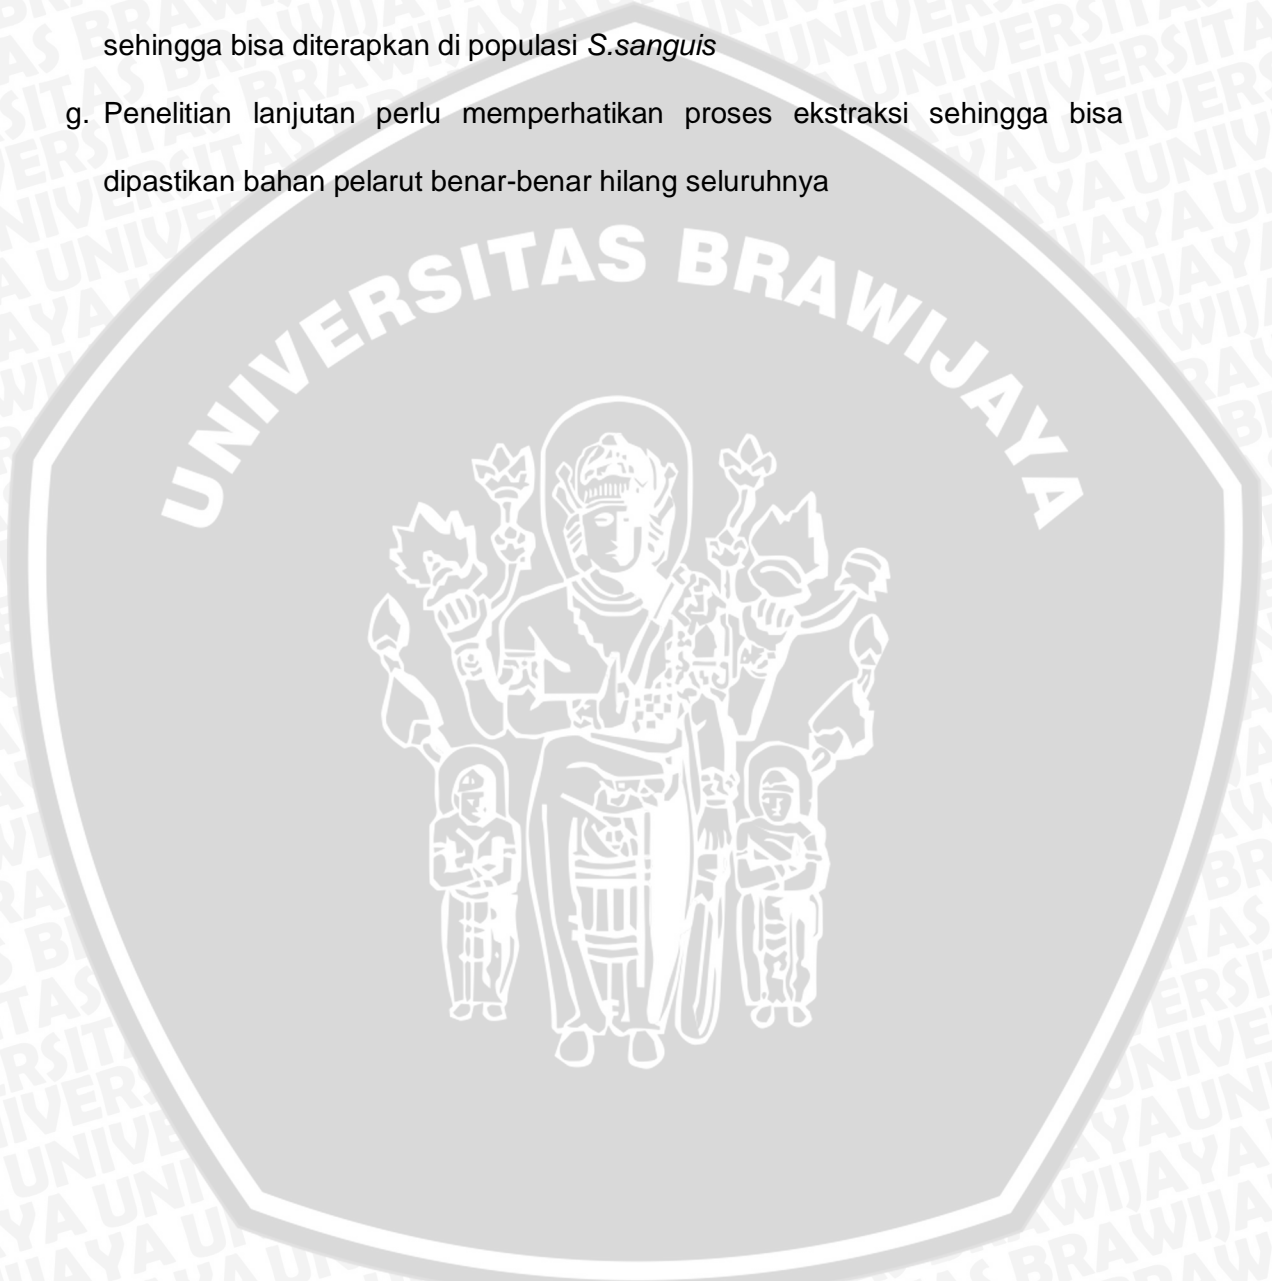 sehingga bisa diterapkan di populasi S.sanguis
g. Penelitian lanjutan perlu memperhatikan proses ekstraksi sehingga bisa
dipastikan bahan pelarut benar-benar hilang seluruhnya
UNIVERSITAS BRAWIJAYA